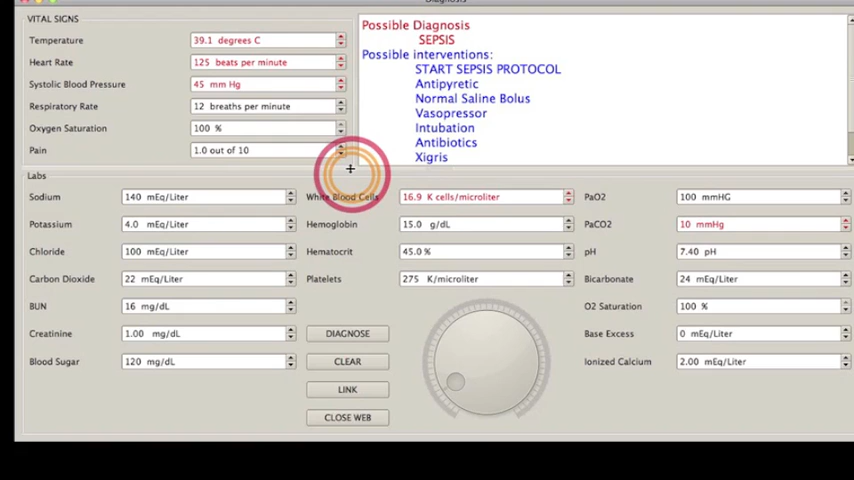 Diagnosis
VITAL SIGNS
Temperature 39.1 degrees C
Heart Rate 125 beats per minute
Systolic Blood Pressure 45 mm Hg
Respiratory Rate 12 breaths per minute
Oxygen Saturation 100 %
Pain 1.0 out of 10
Possible Diagnosis
SEPSIS
Possible interventions:
START SEPSIS PROTOCOL
Antipyretic
Normal Saline Bolus
Vasopressor
Intubation
Antibiotics
Xigris
Labs
Sodium 140 mEq/Liter
Potassium 4.0 mEq/Liter
Chloride 100 mEq/Liter
Carbon Dioxide 22 mEq/Liter
BUN 16 mg/dL
Creatinine 1.00 mg/dL
Blood Sugar 120 mg/dL
White Blood Cells 16.9 K cells/microliter
Hemoglobin 15.0 g/dL
Hematocrit 45.0 %
Platelets 275 K/microliter
DIAGNOSE
CLEAR
LINK
CLOSE WEB
PaO2 100 mmHG
PaCO2 10 mmHg
pH 7.40 pH
Bicarbonate 24 mEq/Liter
O2 Saturation 100 %
Base Excess 0 mEq/Liter
Ionized Calcium 2.00 mEq/Liter